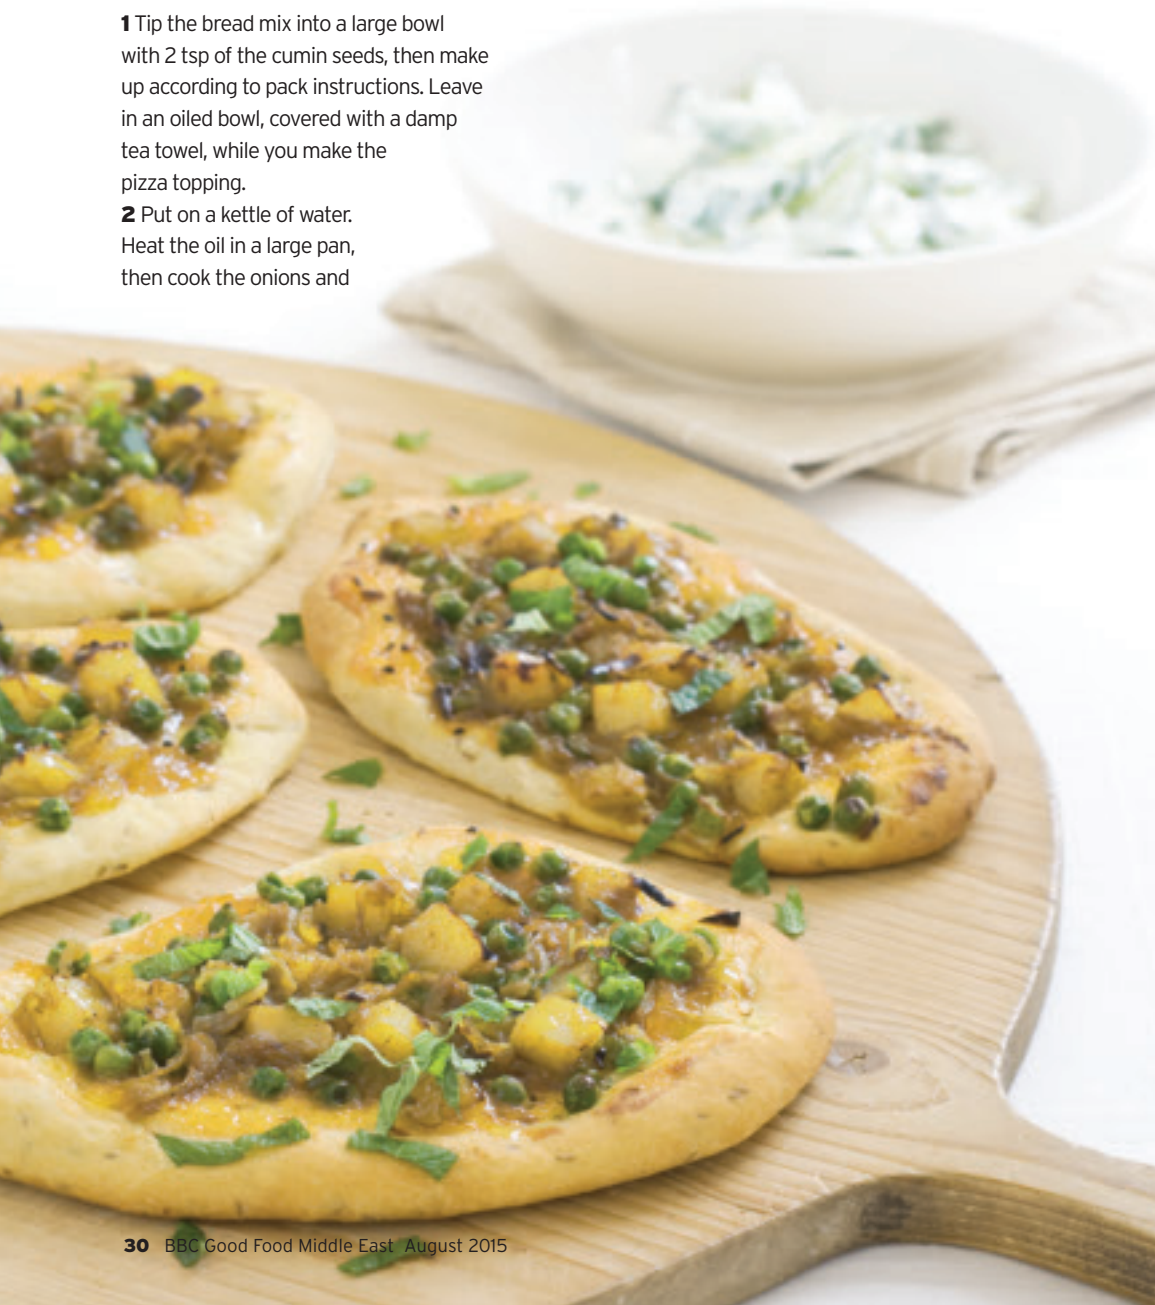 1 Tip the bread mix into a large bowl
with 2 tsp of the cumin seeds, then make
up according to pack instructions. Leave
in an oiled bowl, covered with a damp
tea towel, while you make the
pizza topping.
2 Put on a kettle of water.
Heat the oil in a large pan,
then cook the onions and
30 BBC Good Food Middle East August 2015